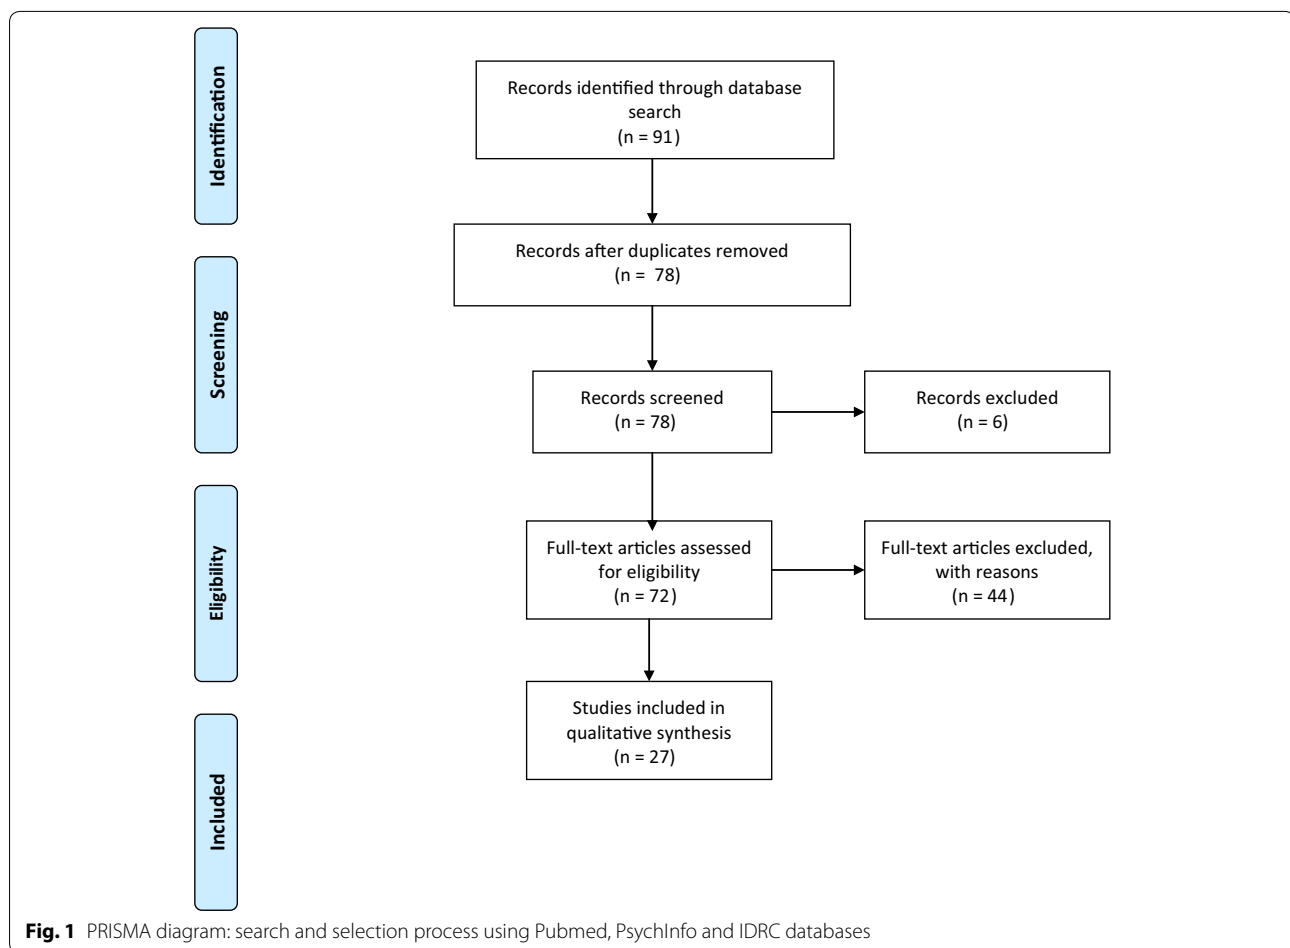 Identification
Records identified through database
search
(n = 91)
Records after duplicates removed
(n = 78)
Screening
Records screened
(n = 78)
Records excluded
(n = 6)
Eligibility
Full-text articles assessed
for eligibility
(n = 72)
Full-text articles excluded,
with reasons
(n = 44)
Included
Studies included in
qualitative synthesis
(n = 27)
Fig. 1 PRISMA diagram: search and selection process using Pubmed, PsychInfo and IDRC databases